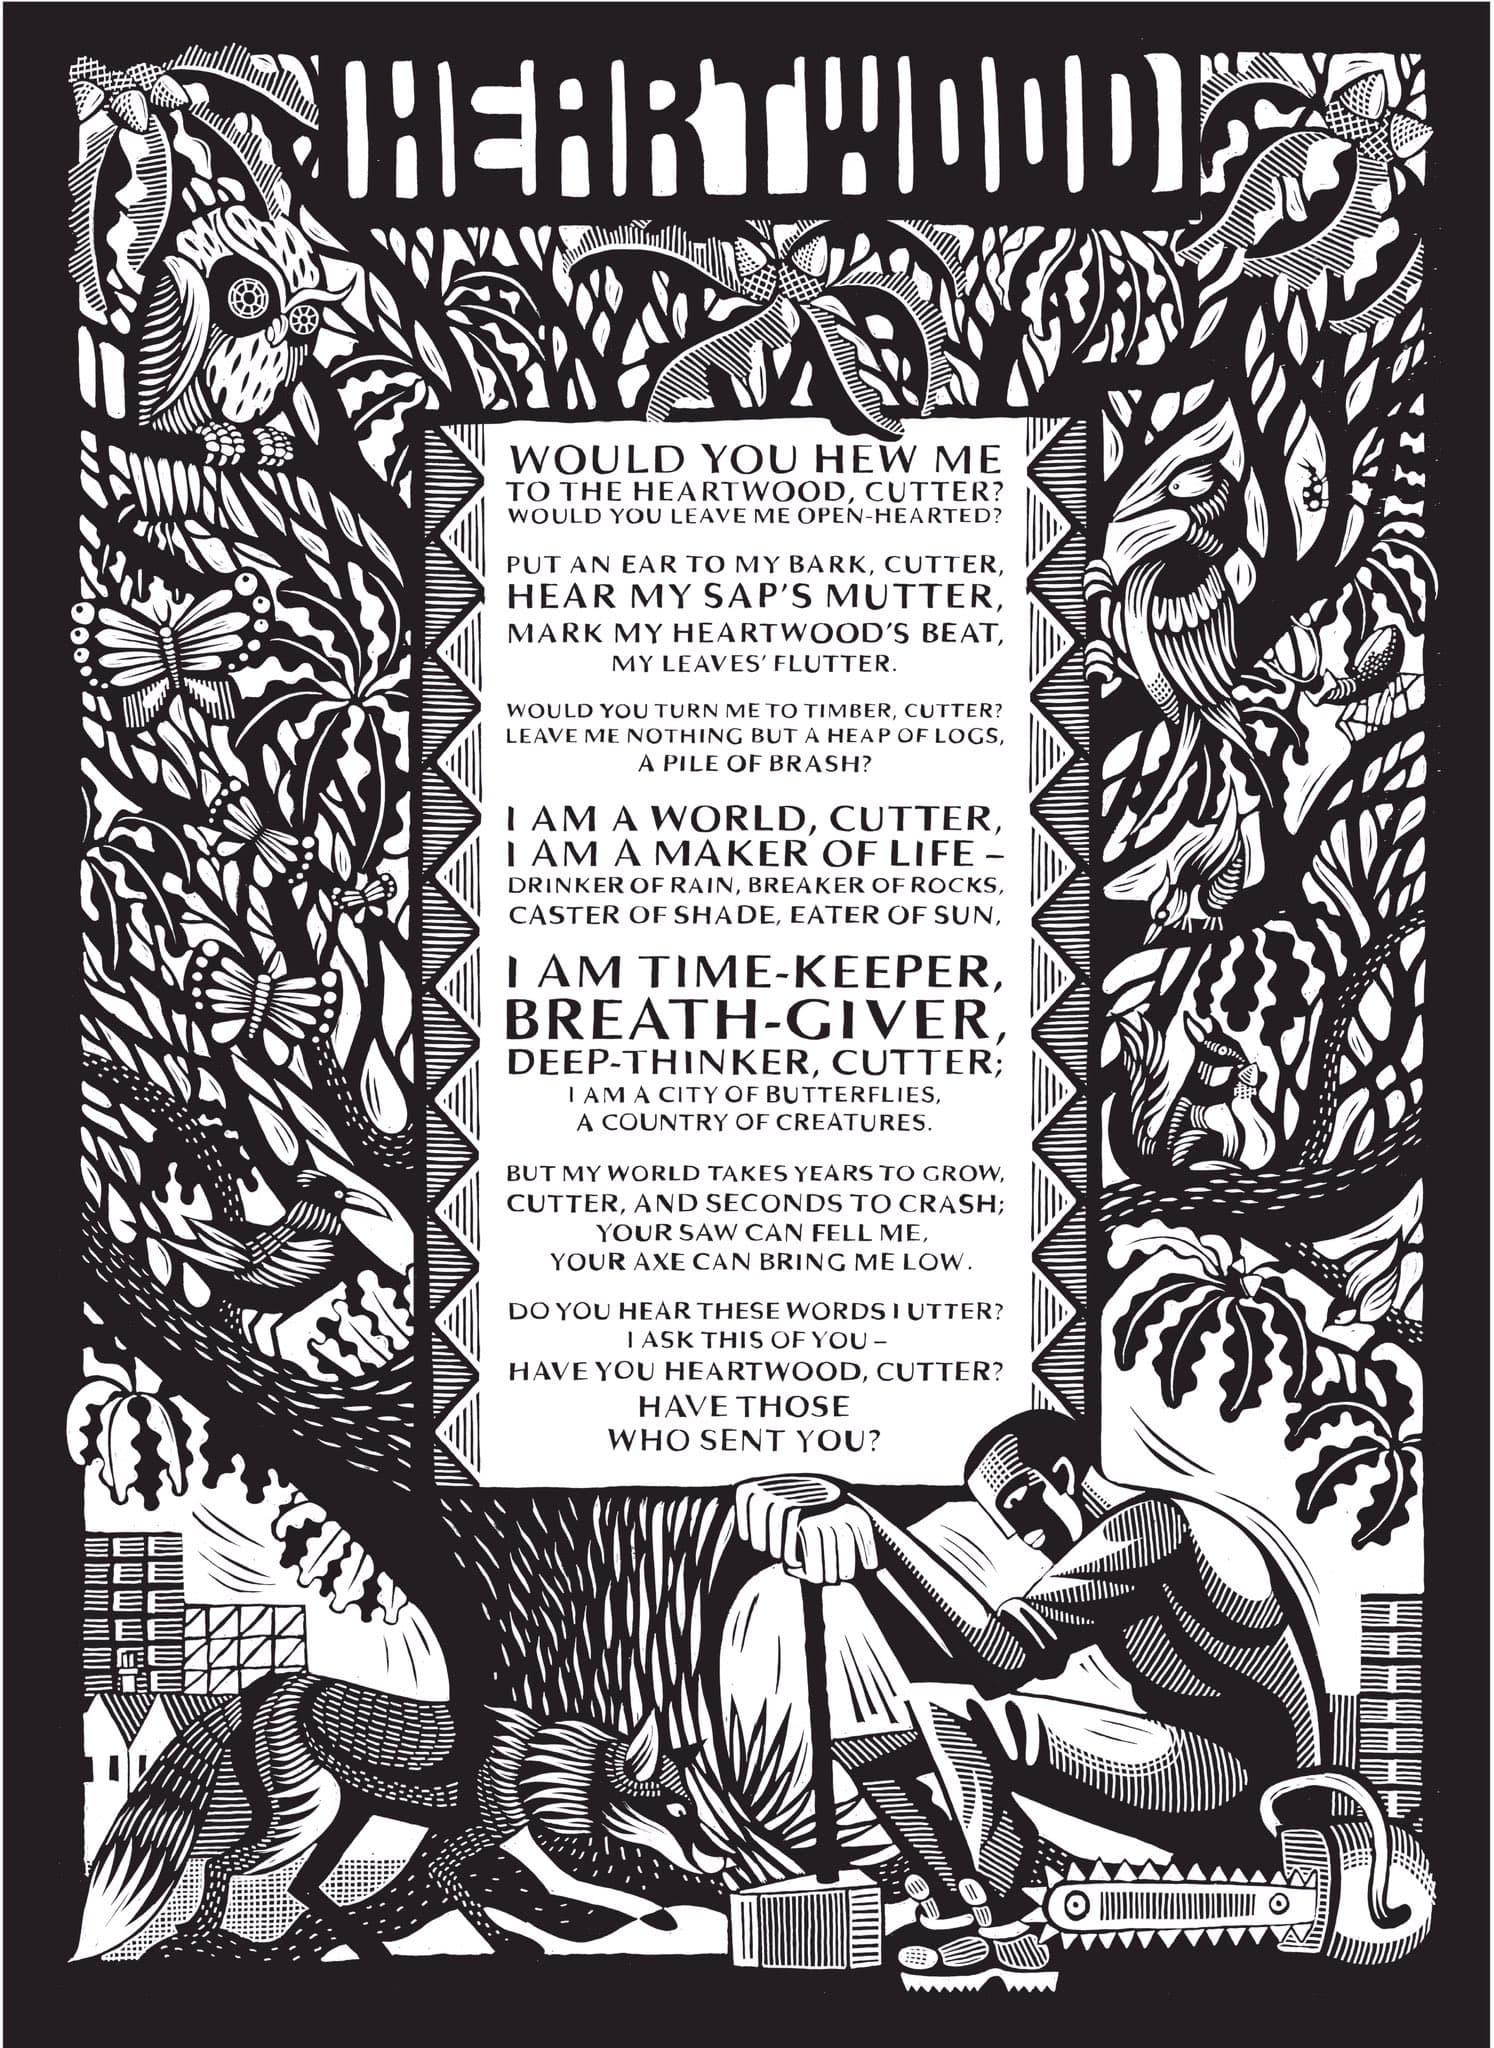 HEARTWOOD
WOULD YOU HEW ME
TO THE HEARTWOOD, CUTTER?
WOULD YOU LEAVE ME OPEN-HEARTED?
PUT AN EAR TO MY BARK, CUTTER,
HEAR MY SAP'S MUTTER,
MARK MY HEARTWOOD'S BEAT,
MY LEAVES' FLUTTER.
WOULD YOU TURN ME TO TIMBER, CUTTER?
LEAVE ME NOTHING BUT A HEAP OF LOGS,
A PILE OF BRASH?
I AM A WORLD, CUTTER,
I AM A MAKER OF LIFE –
DRINKER OF RAIN, BREAKER OF ROCKS,
CASTER OF SHADE, EATER OF SUN,
I AM TIME-KEEPER,
BREATH-GIVER,
DEEP-THINKER, CUTTER;
I AM A CITY OF BUTTERFLIES,
A COUNTRY OF CREATURES.
BUT MY WORLD TAKES YEARS TO GROW,
CUTTER, AND SECONDS TO CRASH;
YOUR SAW CAN FELL ME,
YOUR AXE CAN BRING ME LOW.
DO YOU HEAR THESE WORDS I UTTER?
I ASK THIS OF YOU –
HAVE YOU HEARTWOOD, CUTTER?
HAVE THOSE
WHO SENT YOU?